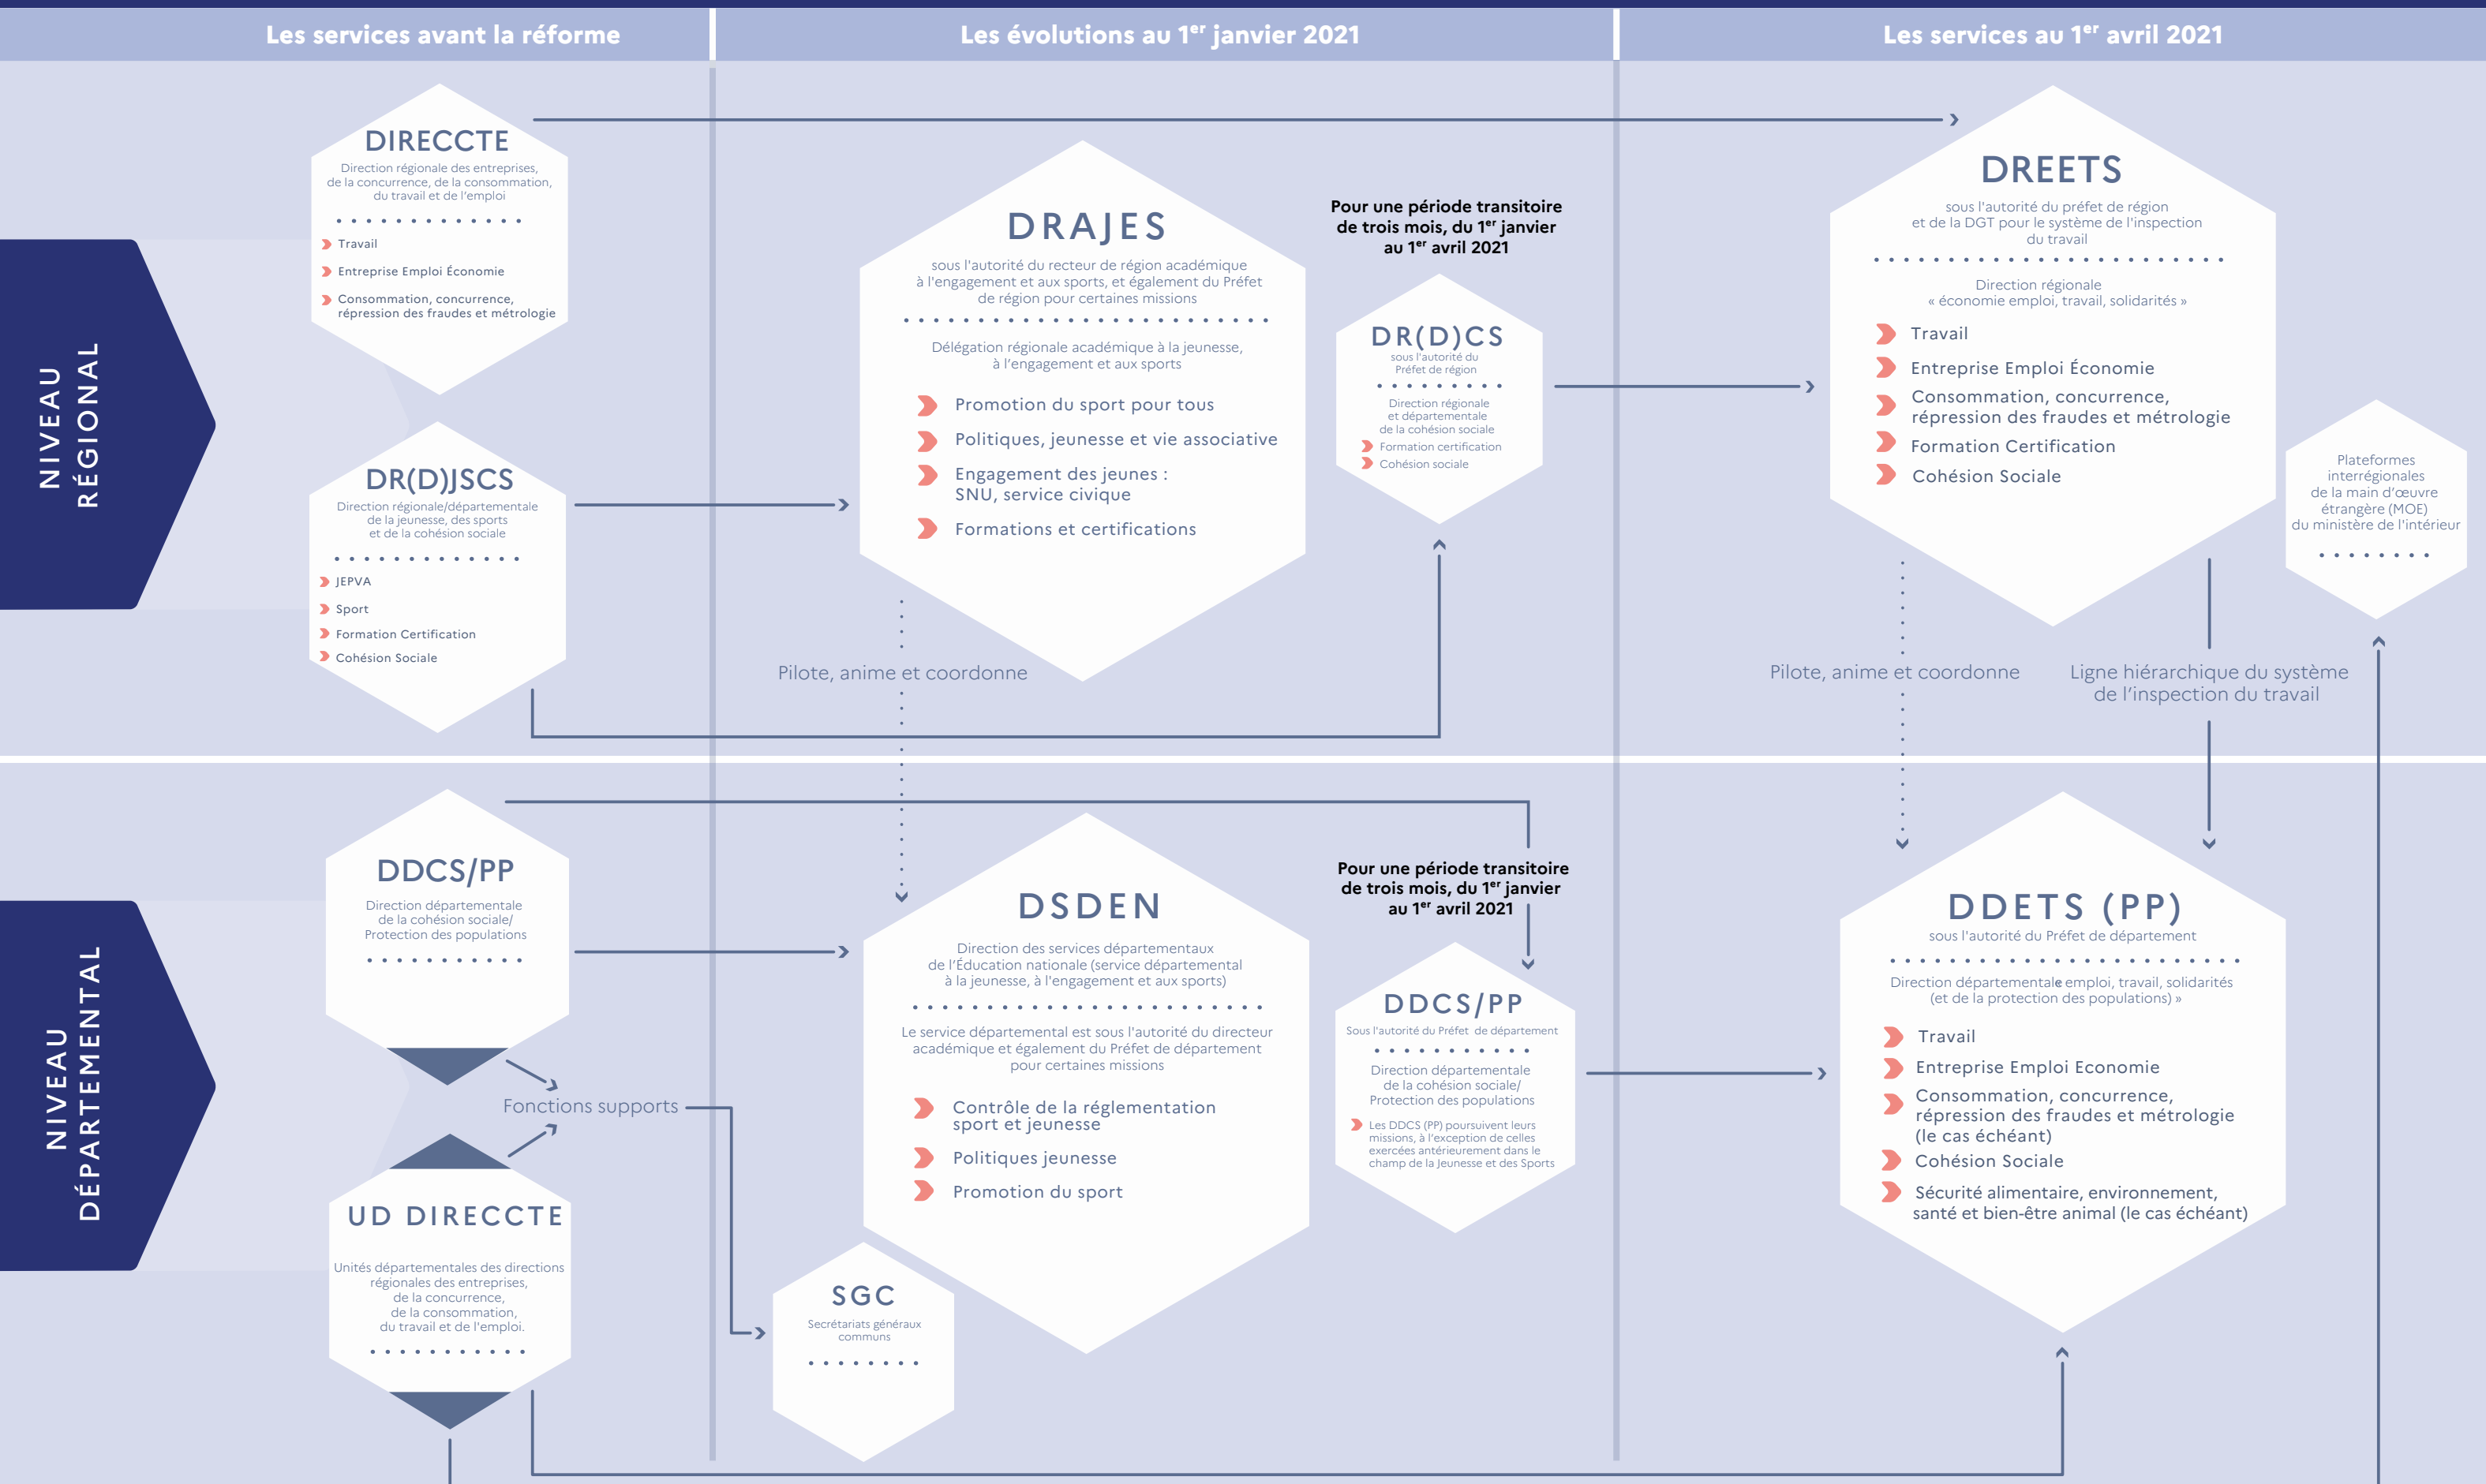 Les services avant la réforme
Les évolutions au 1er janvier 2021
Les services au 1er avril 2021
NIVEAU
RÉGIONAL
DIRECCTE
Direction régionale des entreprises,
de la concurrence, de la consommation,
du travail et de l'emploi
Travail
Entreprise Emploi Économie
Consommation, concurrence,
répression des fraudes et métrologie
DR(D)JSCS
Direction régionale/départementale
de la jeunesse, des sports
et de la cohésion sociale
JEPVA
Sport
Formation Certification
Cohésion Sociale
DRAJES
sous l'autorité du recteur de région académique
à l'engagement et aux sports, et également du Préfet
de région pour certaines missions
Délégation régionale académique à la jeunesse,
à l'engagement et aux sports
Promotion du sport pour tous
Politiques, jeunesse et vie associative
Engagement des jeunes :
SNU, service civique
Formations et certifications
Pilote, anime et coordonne
Pour une période transitoire
de trois mois, du 1er janvier
au 1er avril 2021
DR(D)CS
sous l'autorité du
Préfet de région
Direction régionale
et départementale
de la cohésion sociale
Formation certification
Cohésion sociale
DREETS
sous l'autorité du préfet de région
et de la DGT pour le système de l'inspection
du travail
Direction régionale
« économie emploi, travail, solidarités »
Travail
Entreprise Emploi Économie
Consommation, concurrence,
répression des fraudes et métrologie
Formation Certification
Cohésion Sociale
Plateformes
interrégionales
de la main d'œuvre
étrangère (MOE)
du ministère de l'intérieur
Pilote, anime et coordonne
Ligne hiérarchique du système
de l'inspection du travail
NIVEAU
DÉPARTEMENTAL
DDCS/PP
Direction départementale
de la cohésion sociale/
Protection des populations
Fonctions supports
UD DIRECCTE
Unités départementales des directions
régionales des entreprises,
de la concurrence,
de la consommation,
du travail et de l'emploi.
DSDEN
Direction des services départementaux
de l'Éducation nationale (service départemental
à la jeunesse, à l'engagement et aux sports)
Le service départemental est sous l'autorité du directeur
académique et également du Préfet de département
pour certaines missions
Contrôle de la réglementation
sport et jeunesse
Politiques jeunesse
Promotion du sport
SGC
Secrétariats généraux
communs
Pour une période transitoire
de trois mois, du 1er janvier
au 1er avril 2021
DDCS/PP
Sous l'autorité du Préfet de département
Direction départementale
de la cohésion sociale/
Protection des populations
Les DDCS (PP) poursuivent leurs
missions, à l'exception de celles
exercées antérieurement dans le
champ de la Jeunesse et des Sports
DDETS (PP)
sous l'autorité du Préfet de département
Direction départementale emploi, travail, solidarités
(et de la protection des populations) »
Travail
Entreprise Emploi Economie
Consommation, concurrence,
répression des fraudes et métrologie
(le cas échéant)
Cohésion Sociale
Sécurité alimentaire, environnement,
santé et bien-être animal (le cas échéant)